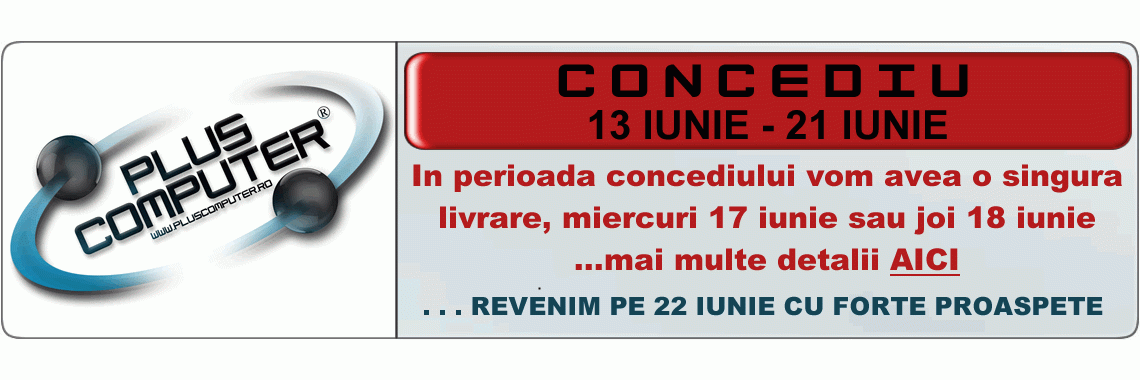 PLUS
COMPUTER®
WWW.PLUSCOMPUTER.RO
CONCEDIU
13 IUNIE - 21 IUNIE
In perioada concediului vom avea o singura
livrare, miercuri 17 iunie sau joi 18 iunie
...mai multe detalii AICI
. . . REVENIM PE 22 IUNIE CU FORTE PROASPETE